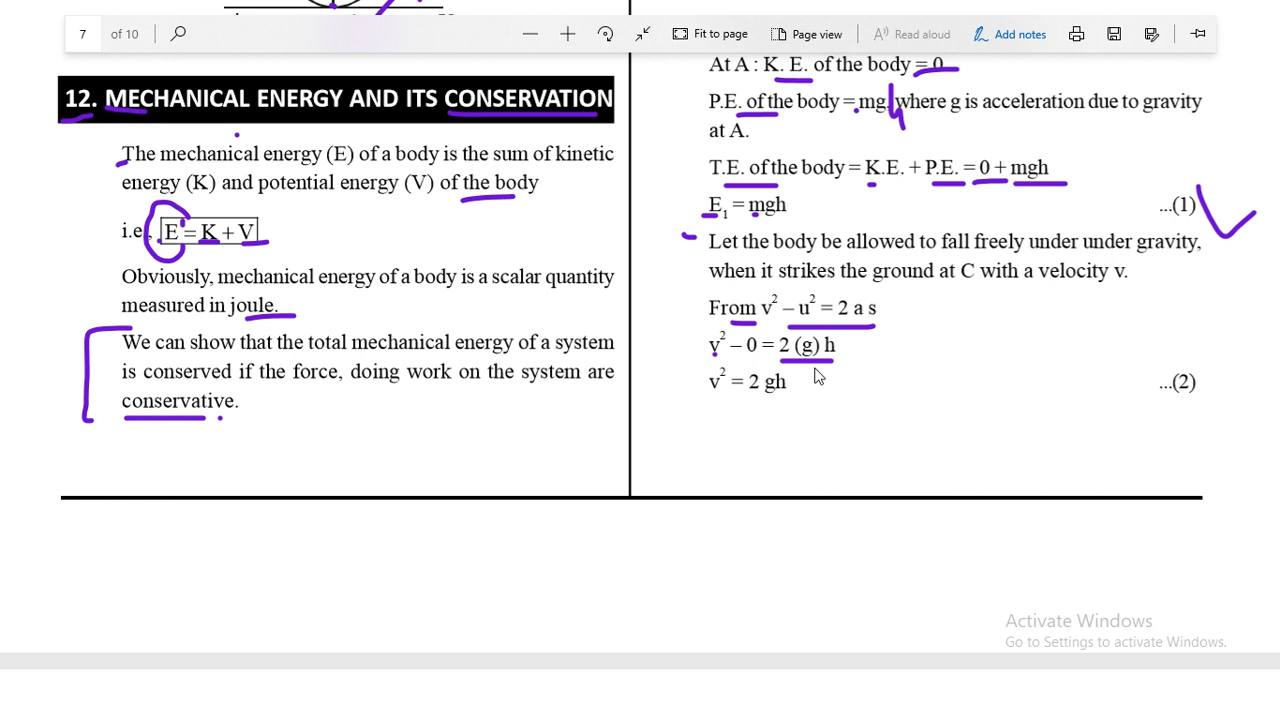 7 of 10
Fit to page
Page view
Read aloud
Add notes
12. MECHANICAL ENERGY AND ITS CONSERVATION
The mechanical energy (E) of a body is the sum of kinetic
energy (K) and potential energy (V) of the body
i.e., E = K + V
Obviously, mechanical energy of a body is a scalar quantity
measured in joule.
We can show that the total mechanical energy of a system
is conserved if the force, doing work on the system are
conservative.
At A : K. E. of the body = 0
P.E. of the body = mgh, where g is acceleration due to gravity
at A.
T.E. of the body = K.E. + P.E. = 0 + mgh
E₁ = mgh ...(1)
Let the body be allowed to fall freely under under gravity,
when it strikes the ground at C with a velocity v.
From v² – u² = 2 a s
v² – 0 = 2 (g) h
v² = 2 gh ...(2)
Activate Windows
Go to Settings to activate Windows.